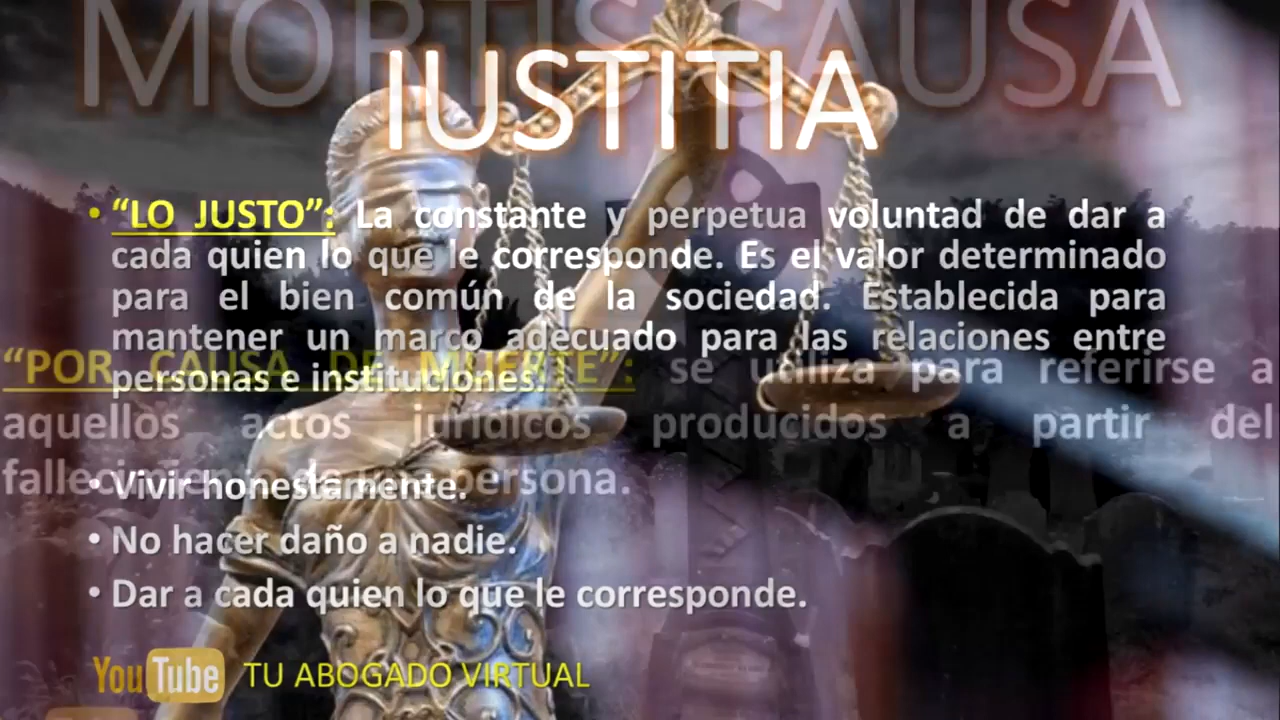 MORTIS CAUSA
IUSTITIA
• “LO JUSTO”: La constante y perpetua voluntad de dar a
cada quien lo que le corresponde. Es el valor determinado
para el bien común de la sociedad. Establecida para
mantener un marco adecuado para las relaciones entre
personas e instituciones.
“POR CAUSA DE MUERTE”: se utiliza para referirse a
aquellos actos jurídicos producidos a partir del
fallecimiento de una persona.
• Vivir honestamente.
• No hacer daño a nadie.
• Dar a cada quien lo que le corresponde.
YouTube TU ABOGADO VIRTUAL